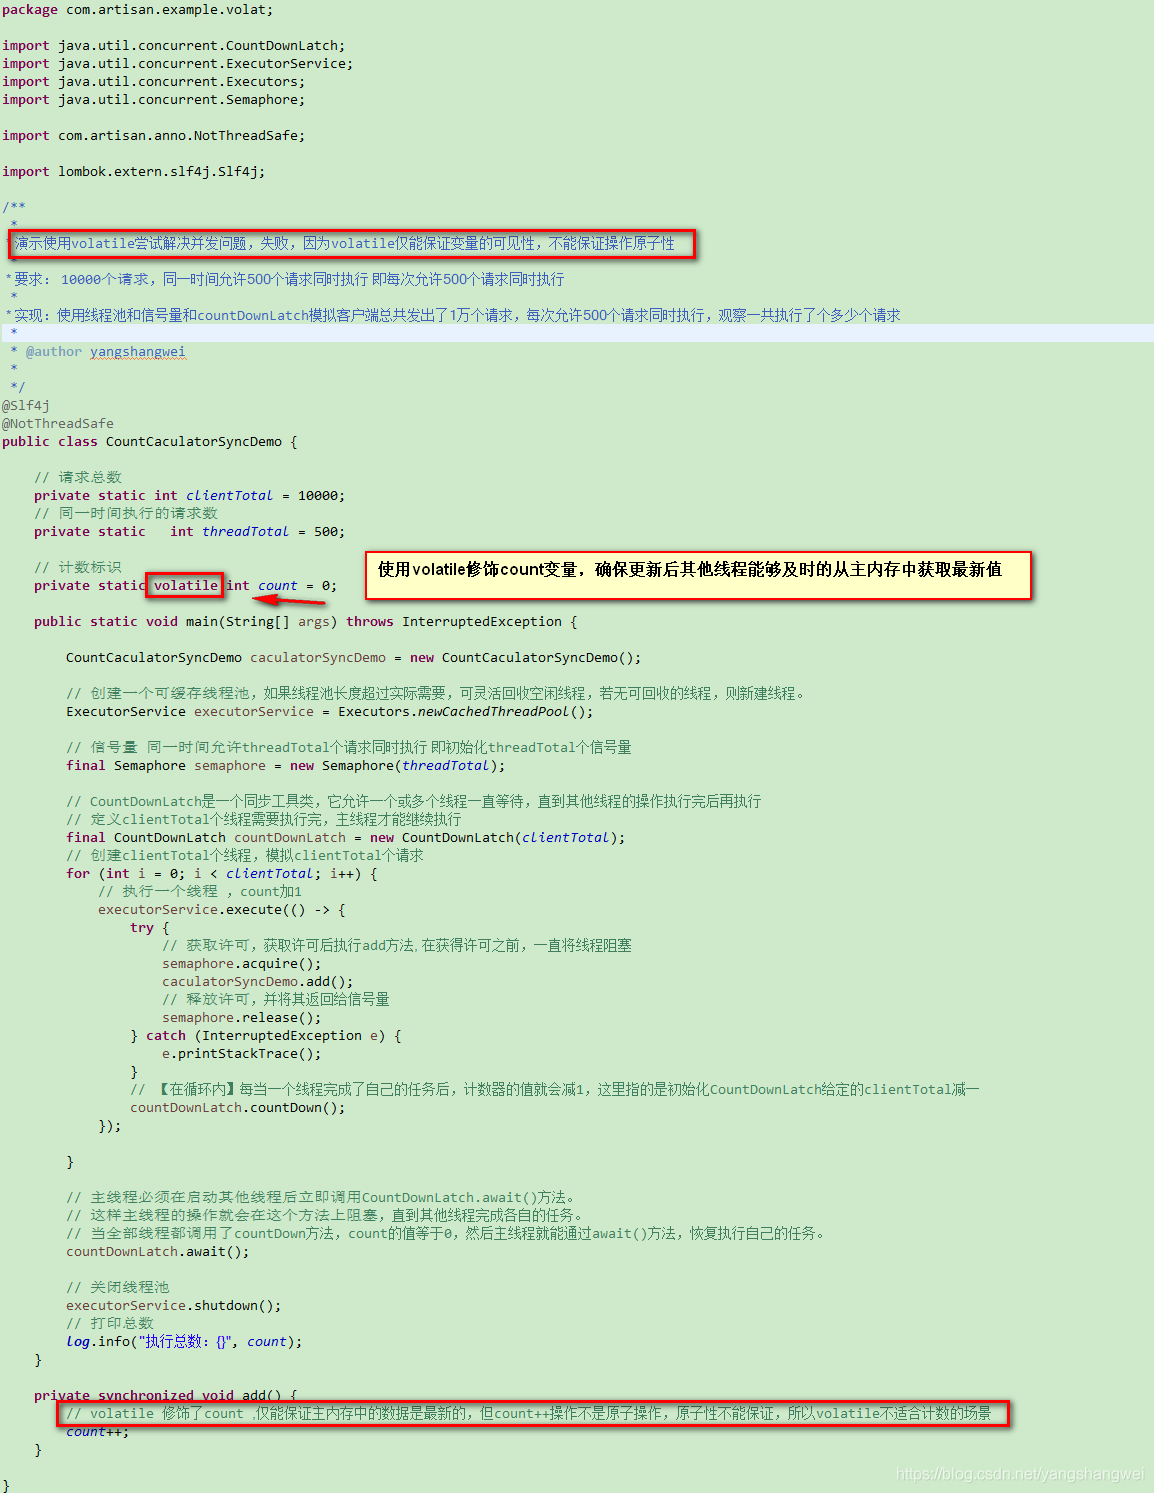 package com.artisan.example.volat;
import java.util.concurrent.CountDownLatch;
import java.util.concurrent.ExecutorService;
import java.util.concurrent.Executors;
import java.util.concurrent.Semaphore;
import com.artisan.anno.NotThreadSafe;
import lombok.extern.slf4j.Slf4j;
/**
*
*演示使用volatile尝试解决并发问题，失败，因为volatile仅能保证变量的可见性，不能保证操作原子性
*要求： 10000个请求，同一时间允许500个请求同时执行 即每次允许500个请求同时执行
*
*实现：使用线程池和信号量和countDownLatch模拟客户端总共发出了1万个请求，每次允许500个请求同时执行，观察一共执行了个多少个请求
*
* @author yangshangwei
*
*/
@Slf4j
@NotThreadSafe
public class CountCaculatorSyncDemo {
// 请求总数
private static int clientTotal = 10000;
// 同一时间执行的请求数
private static   int threadTotal = 500;
// 计数标识
private static volatile int count = 0;
使用volatile修饰count变量，确保更新后其他线程能够及时的从主内存中获取最新值
public static void main(String[] args) throws InterruptedException {
CountCaculatorSyncDemo caculatorSyncDemo = new CountCaculatorSyncDemo();
// 创建一个可缓存线程池，如果线程池长度超过实际需要，可灵活回收空闲线程，若无可回收的线程，则新建线程。
ExecutorService executorService = Executors.newCachedThreadPool();
// 信号量 同一时间允许threadTotal个请求同时执行 即初始化threadTotal个信号量
final Semaphore semaphore = new Semaphore(threadTotal);
// CountDownLatch是一个同步工具类，它允许一个或多个线程一直等待，直到其他线程的操作执行完后再执行
// 定义clientTotal个线程需要执行完，主线程才能继续执行
final CountDownLatch countDownLatch = new CountDownLatch(clientTotal);
// 创建clientTotal个线程，模拟clientTotal个请求
for (int i = 0; i < clientTotal; i++) {
// 执行一个线程 ，count加1
executorService.execute(() -> {
try {
// 获取许可，获取许可后执行add方法,在获得许可之前，一直将线程阻塞
semaphore.acquire();
caculatorSyncDemo.add();
// 释放许可，并将其返回给信号量
semaphore.release();
} catch (InterruptedException e) {
e.printStackTrace();
}
// 【在循环内】每当一个线程完成了自己的任务后，计数器的值就会减1，这里指的是初始化CountDownLatch给定的clientTotal减一
countDownLatch.countDown();
});
}
// 主线程必须在启动其他线程后立即调用CountDownLatch.await()方法。
// 这样主线程的操作就会在这个方法上阻塞，直到其他线程完成各自的任务。
// 当全部线程都调用了countDown方法，count的值等于0，然后主线程就能通过await()方法，恢复执行自己的任务。
countDownLatch.await();
// 关闭线程池
executorService.shutdown();
// 打印总数
log.info("执行总数：{}", count);
}
private synchronized void add() {
// volatile 修饰了count ,仅能保证主内存中的数据是最新的，但count++操作不是原子操作，原子性不能保证，所以volatile不适合计数的场景
count++;
}
}
https://blog.csdn.net/yangshangwei